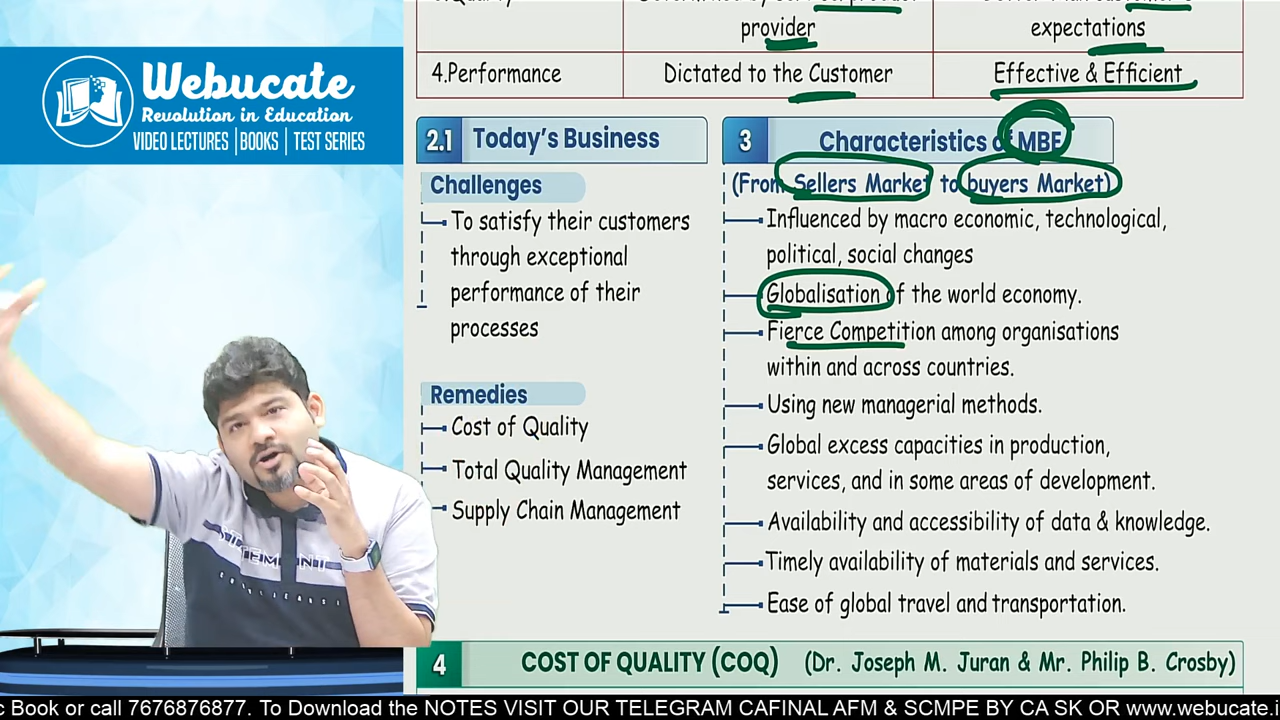 Webucate
Revolution in Education
VIDEO LECTURES | BOOKS | TEST SERIES
provider
expectations
4.Performance
Dictated to the Customer
Effective & Efficient
2.1 Today's Business
Challenges
To satisfy their customers
through exceptional
performance of their
processes
Remedies
Cost of Quality
Total Quality Management
Supply Chain Management
3 Characteristics of MBE
(From Sellers Market to buyers Market)
Influenced by macro economic, technological,
political, social changes
Globalisation of the world economy.
Fierce Competition among organisations
within and across countries.
Using new managerial methods.
Global excess capacities in production,
services, and in some areas of development.
Availability and accessibility of data & knowledge.
Timely availability of materials and services.
Ease of global travel and transportation.
4 COST OF QUALITY (COQ) (Dr. Joseph M. Juran & Mr. Philip B. Crosby)
c Book or call 7676876877. To Download the NOTES VISIT OUR TELEGRAM CAFINAL AFM & SCMPE BY CA SK OR www.webucate.i